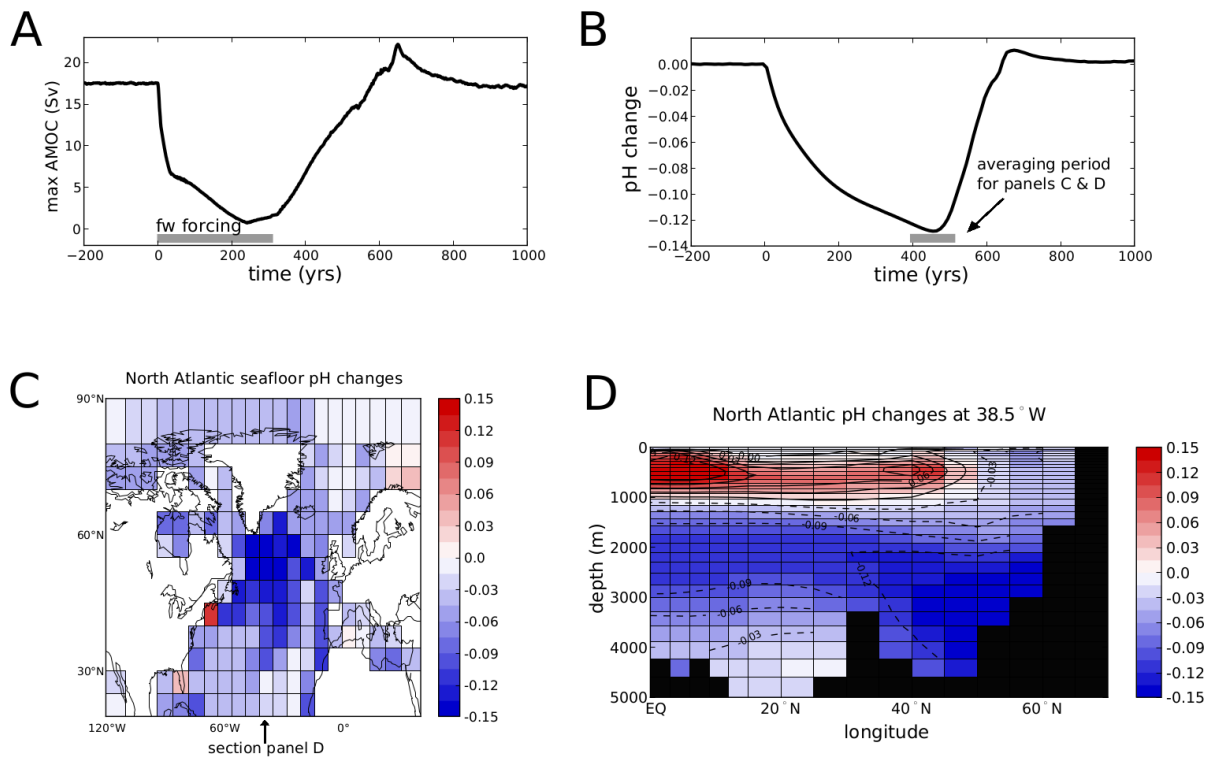 A
20
15
10
5
0
max AMOC (Sv)
fw forcing
−200 0 200 400 600 800 1000
time (yrs)
B
0.00
−0.02
−0.04
−0.06
−0.08
−0.10
−0.12
−0.14
pH change
averaging period
for panels C & D
−200 0 200 400 600 800 1000
time (yrs)
C
North Atlantic seafloor pH changes
90°N
60°N
30°N
120°W 60°W 0°
section panel D
0.15
0.12
0.09
0.06
0.03
0.0
-0.03
-0.06
-0.09
-0.12
-0.15
D
North Atlantic pH changes at 38.5°W
0
1000
2000
3000
4000
5000
depth (m)
0.00
0.06
-0.03
-0.06
-0.09
-0.12
-0.09
-0.06
-0.03
EQ 20°N 40°N 60°N
longitude
0.15
0.12
0.09
0.06
0.03
0.0
-0.03
-0.06
-0.09
-0.12
-0.15